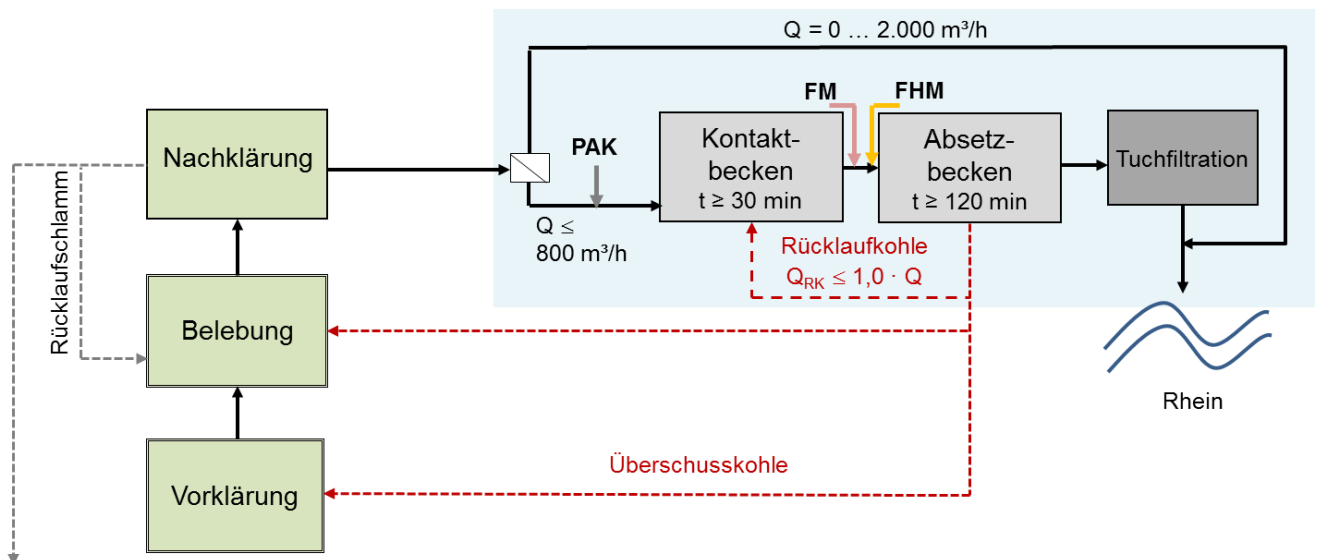 Q = 0 … 2.000 m³/h
FM
FHM
Nachklärung
PAK
Kontakt-
becken
t ≥ 30 min
Absetz-
becken
t ≥ 120 min
Tuchfiltration
Q ≤
800 m³/h
Rücklaufkohle
Q_RK ≤ 1,0 · Q
Rücklaufschlamm
Belebung
Rhein
Überschusskohle
Vorklärung